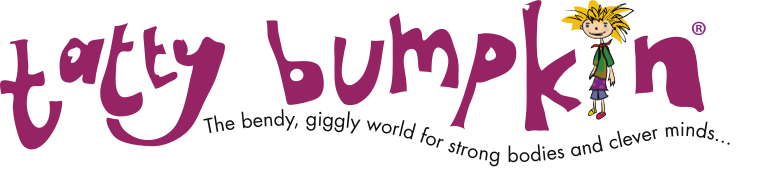 tatty bumpkin®
The bendy, giggly world for strong bodies and clever minds...